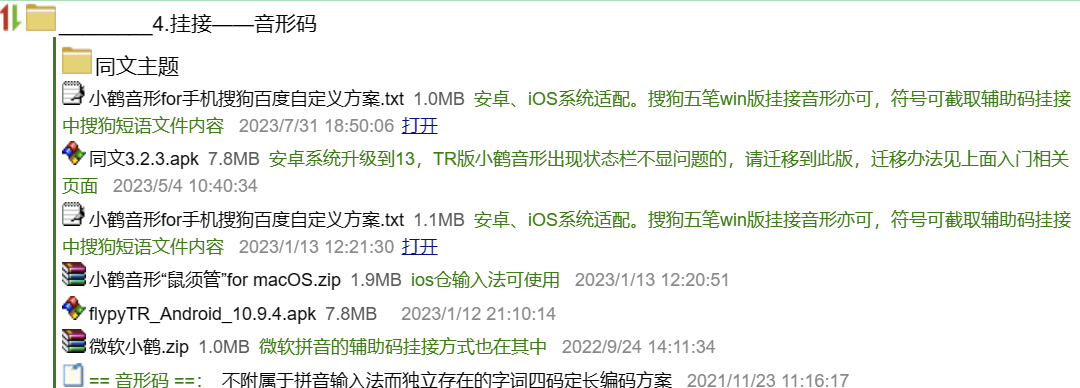 ________4.挂接——音形码
同文主题
小鹤音形for手机搜狗百度自定义方案.txt 1.0MB 安卓、iOS系统适配。搜狗五笔win版挂接音形亦可，符号可截取辅助码挂接
中搜狗短语文件内容 2023/7/31 18:50:06 打开
同文3.2.3.apk 7.8MB 安卓系统升级到13，TR版小鹤音形出现状态栏不显问题的，请迁移到此版，迁移办法见上面入门相关
页面 2023/5/4 10:40:34
小鹤音形for手机搜狗百度自定义方案.txt 1.1MB 安卓、iOS系统适配。搜狗五笔win版挂接音形亦可，符号可截取辅助码挂接
中搜狗短语文件内容 2023/1/13 12:21:30 打开
小鹤音形“鼠须管”for macOS.zip 1.9MB ios仓输入法可使用 2023/1/13 12:20:51
flypyTR_Android_10.9.4.apk 7.8MB 2023/1/12 21:10:14
微软小鹤.zip 1.0MB 微软拼音的辅助码挂接方式也在其中 2022/9/24 14:11:34
== 音形码 ==： 不附属于拼音输入法而独立存在的字词四码定长编码方案 2021/11/23 11:16:17